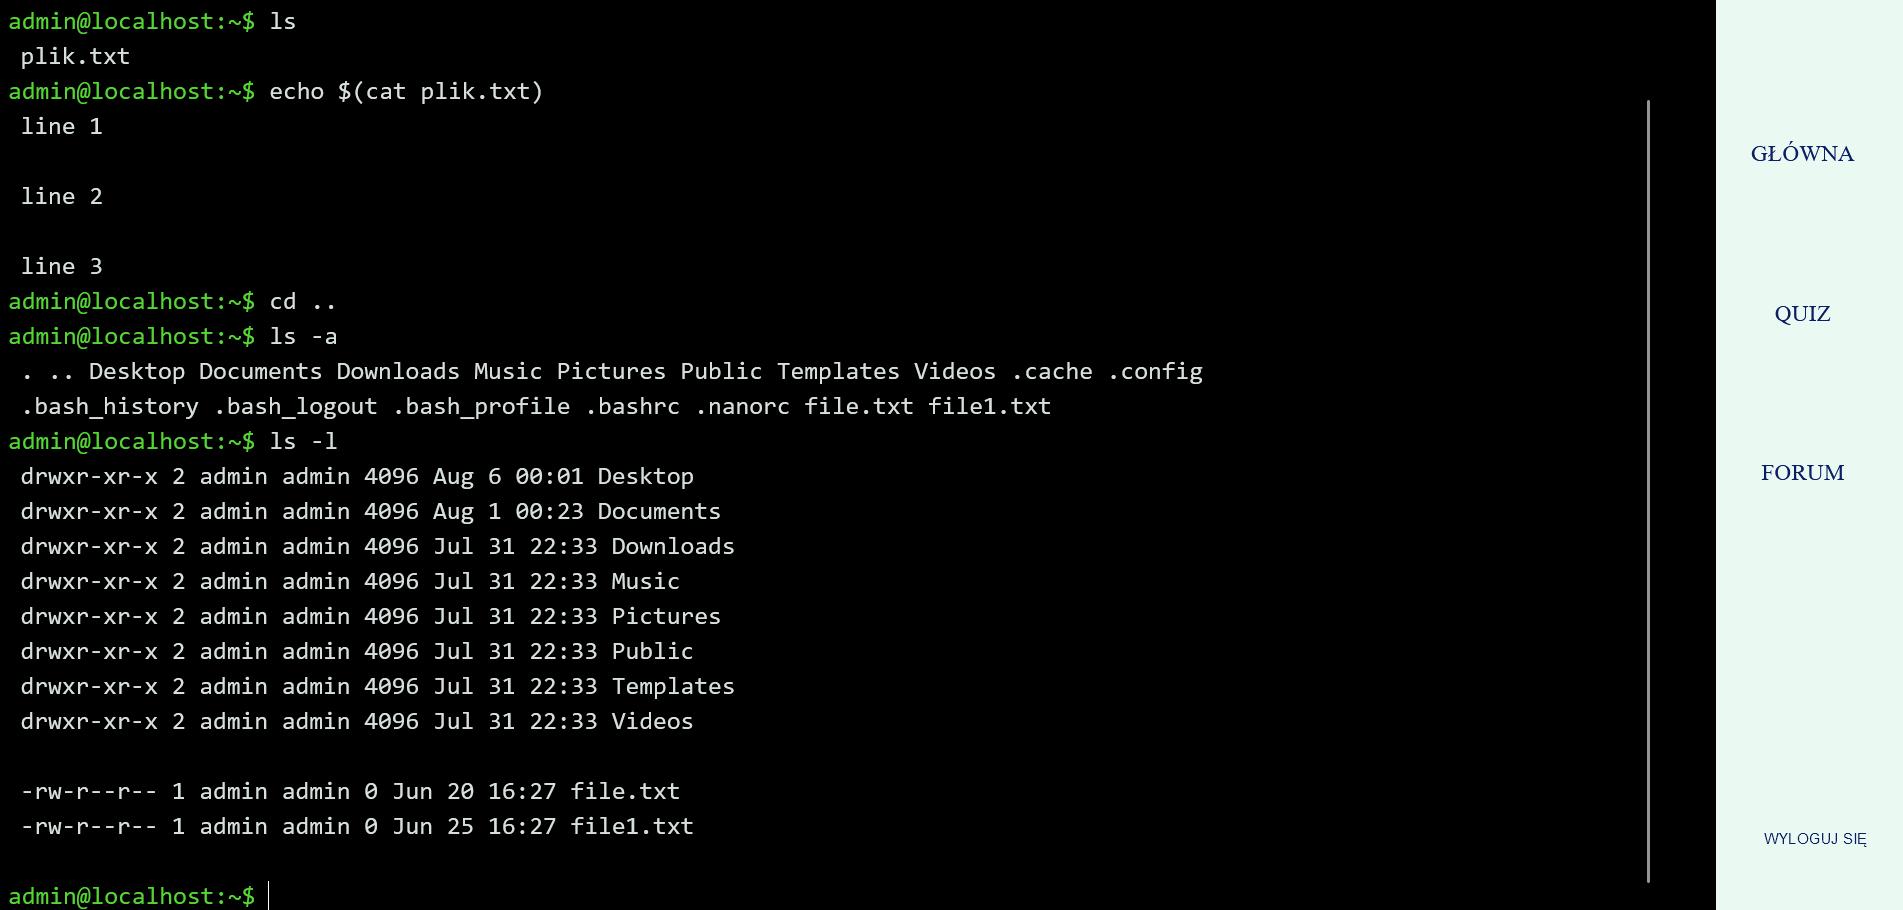 admin@localhost:~$ ls
plik.txt
admin@localhost:~$ echo $(cat plik.txt)
line 1
line 2
line 3
admin@localhost:~$ cd ..
admin@localhost:~$ ls -a
. .. Desktop Documents Downloads Music Pictures Public Templates Videos .cache .config
.bash_history .bash_logout .bash_profile .bashrc .nanorc file.txt file1.txt
admin@localhost:~$ ls -l
drwxr-xr-x 2 admin admin 4096 Aug 6 00:01 Desktop
drwxr-xr-x 2 admin admin 4096 Aug 1 00:23 Documents
drwxr-xr-x 2 admin admin 4096 Jul 31 22:33 Downloads
drwxr-xr-x 2 admin admin 4096 Jul 31 22:33 Music
drwxr-xr-x 2 admin admin 4096 Jul 31 22:33 Pictures
drwxr-xr-x 2 admin admin 4096 Jul 31 22:33 Public
drwxr-xr-x 2 admin admin 4096 Jul 31 22:33 Templates
drwxr-xr-x 2 admin admin 4096 Jul 31 22:33 Videos
-rw-r--r-- 1 admin admin 0 Jun 20 16:27 file.txt
-rw-r--r-- 1 admin admin 0 Jun 25 16:27 file1.txt
admin@localhost:~$
GŁÓWNA
QUIZ
FORUM
WYLOGUJ SIĘ